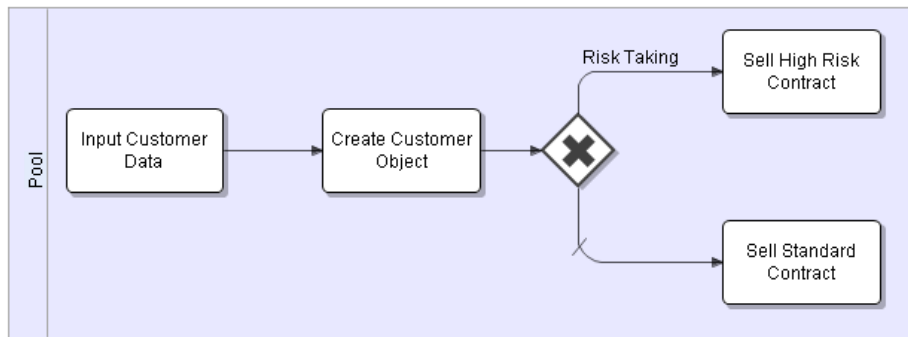 Pool
Input Customer
Data
Create Customer
Object
Risk Taking
Sell High Risk
Contract
Sell Standard
Contract